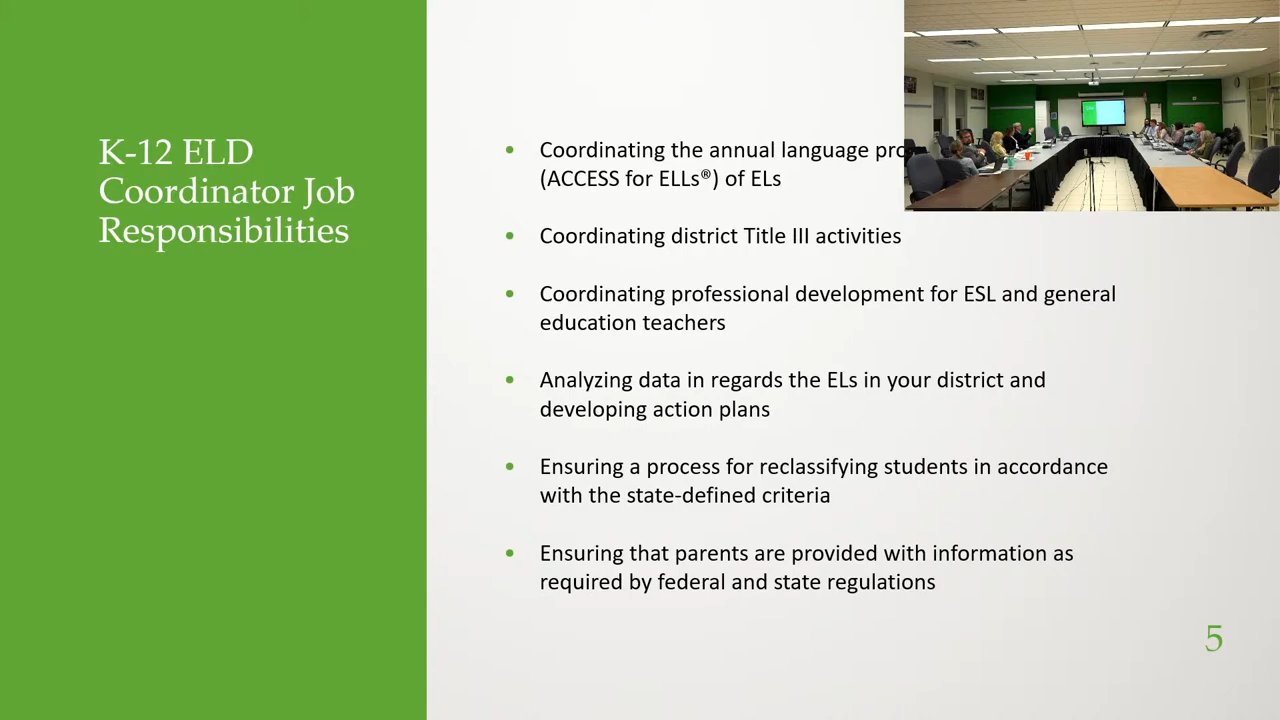 K-12 ELD
Coordinator Job
Responsibilities
• Coordinating the annual language
(ACCESS for ELLs®) of ELs
• Coordinating district Title III activities
• Coordinating professional development for ESL and general
education teachers
• Analyzing data in regards the ELs in your district and
developing action plans
• Ensuring a process for reclassifying students in accordance
with the state-defined criteria
• Ensuring that parents are provided with information as
required by federal and state regulations
5